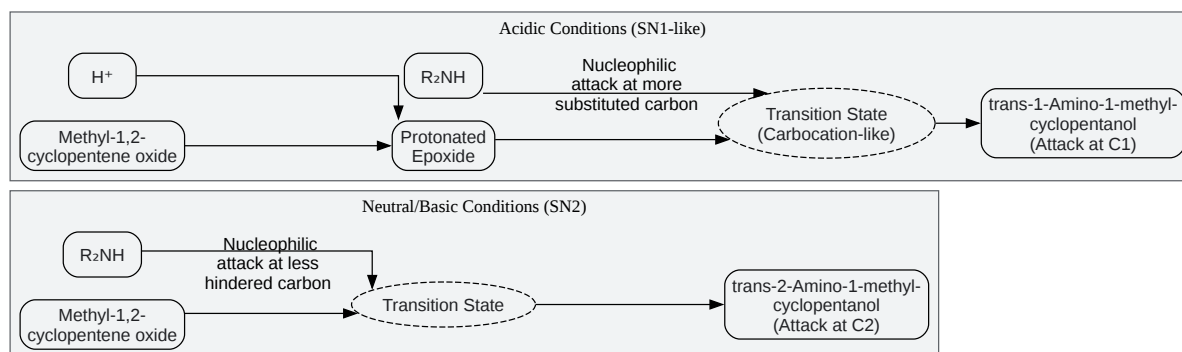 Acidic Conditions (SN1-like)
H⁺
R₂NH
Nucleophilic
attack at more
substituted carbon
Methyl-1,2-
cyclopentene oxide
Protonated
Epoxide
Transition State
(Carbocation-like)
trans-1-Amino-1-methyl-
cyclopentanol
(Attack at C1)
Neutral/Basic Conditions (SN2)
R₂NH
Nucleophilic
attack at less
hindered carbon
Methyl-1,2-
cyclopentene oxide
Transition State
trans-2-Amino-1-methyl-
cyclopentanol
(Attack at C2)